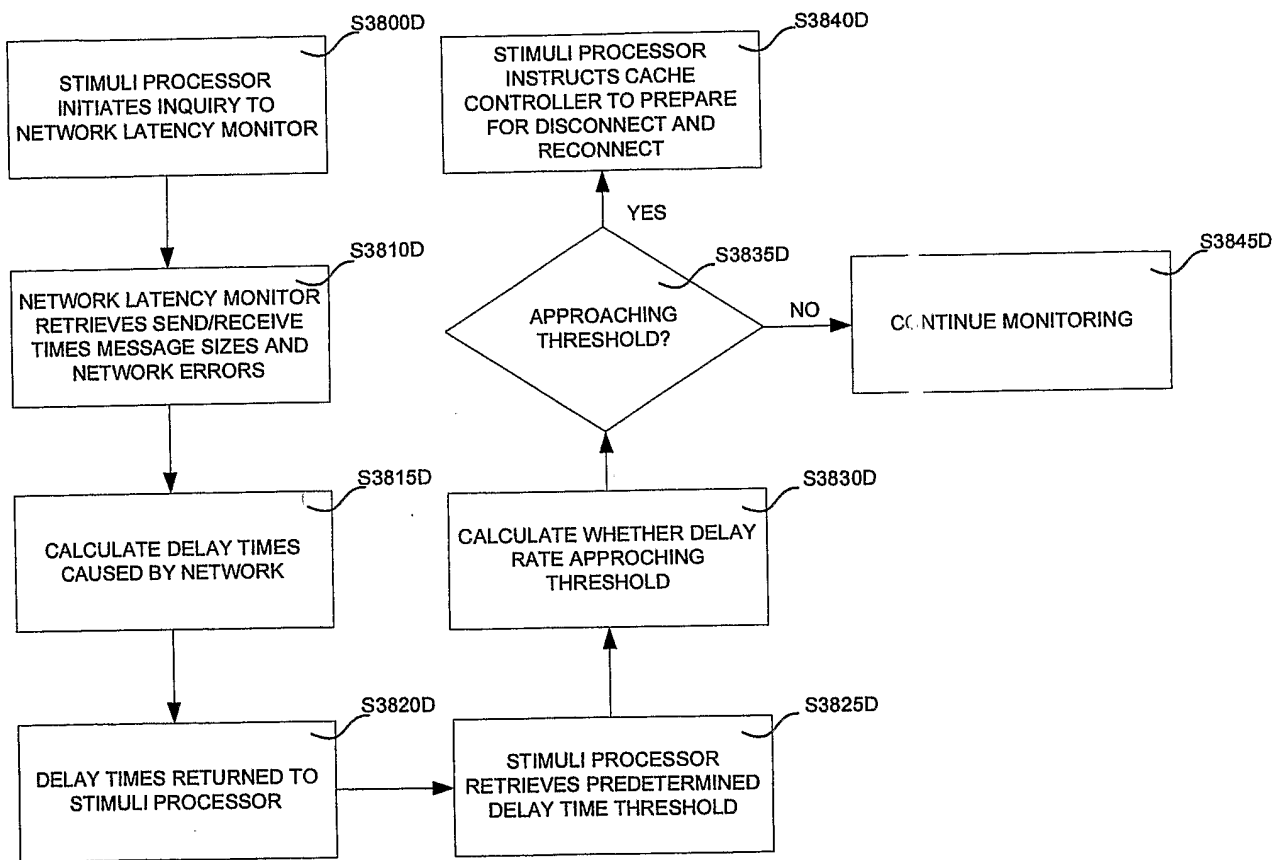 S3800D
STIMULI PROCESSOR
INITIATES INQUIRY TO
NETWORK LATENCY MONITOR
S3810D
NETWORK LATENCY MONITOR
RETRIEVES SEND/RECEIVE
TIMES MESSAGE SIZES AND
NETWORK ERRORS
S3815D
CALCULATE DELAY TIMES
CAUSED BY NETWORK
S3820D
DELAY TIMES RETURNED TO
STIMULI PROCESSOR
S3825D
STIMULI PROCESSOR
RETRIEVES PREDETERMINED
DELAY TIME THRESHOLD
S3830D
CALCULATE WHETHER DELAY
RATE APPROCHING
THRESHOLD
S3835D
APPROACHING
THRESHOLD?
YES
S3840D
STIMULI PROCESSOR
INSTRUCTS CACHE
CONTROLLER TO PREPARE
FOR DISCONNECT AND
RECONNECT
NO
S3845D
CONTINUE MONITORING